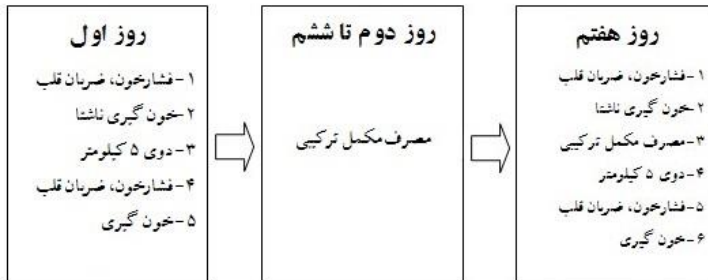 روز اول
۱-فشارخون، ضربان قلب
۲-خون گیری ناشتا
۳-دوی ۵ کیلومتر
۴-فشارخون، ضربان قلب
۵-خون گیری
روز دوم تا ششم
مصرف مکمل ترکیبی
روز هفتم
۱-فشارخون، ضربان قلب
۲-خون گیری ناشتا
۳-مصرف مکمل ترکیبی
۴-دوی ۵ کیلومتر
۵-فشارخون، ضربان قلب
۶-خون گیری